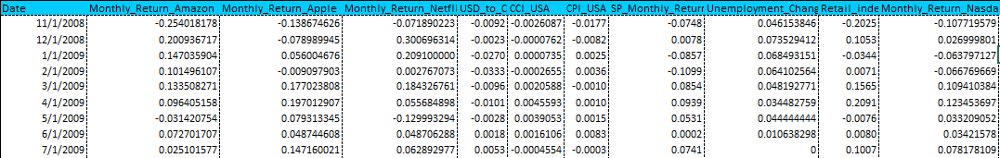 Date Monthly_Return_Amazon Monthly_Return_Apple Monthly_Return_Netfli USD_to_C CCI_USA CPI_USA SP_Monthly_Return Unemployment_Chang Retail_inde Monthly_Return_Nasda
11/1/2008 -0.254018178 -0.138674626 -0.071890223 -0.0092 -0.0026087 -0.0177 -0.0748 0.046153846 -0.2025 -0.107719579
12/1/2008 0.200936717 -0.078989945 0.300696314 -0.0023 -0.0000762 -0.0082 0.0078 0.073529412 0.1053 0.026999801
1/1/2009 0.147035904 0.056004676 0.209100000 -0.0270 0.0000735 0.0025 -0.0857 0.068493151 -0.0344 -0.063797127
2/1/2009 0.101496107 -0.009097903 0.002767073 -0.0333 -0.0002655 0.0036 -0.1099 0.064102564 0.0071 -0.066769669
3/1/2009 0.133508271 0.177023808 0.184326761 -0.0096 0.0020588 -0.0010 0.0854 0.048192771 0.1565 0.109410384
4/1/2009 0.096405158 0.197012907 0.055684898 -0.0101 0.0045593 0.0010 0.0939 0.034482759 0.2091 0.123453697
5/1/2009 -0.031420754 0.079313345 -0.129993294 -0.0028 0.0039053 0.0015 0.0531 0.044444444 -0.0076 0.033209052
6/1/2009 0.072701707 0.048744608 0.048706288 0.0018 0.0016106 0.0083 0.0002 0.010638298 0.0080 0.03421578
7/1/2009 0.025101577 0.147160021 0.062892977 0.0053 -0.0004554 -0.0003 0.0741 0 0.1007 0.078178109